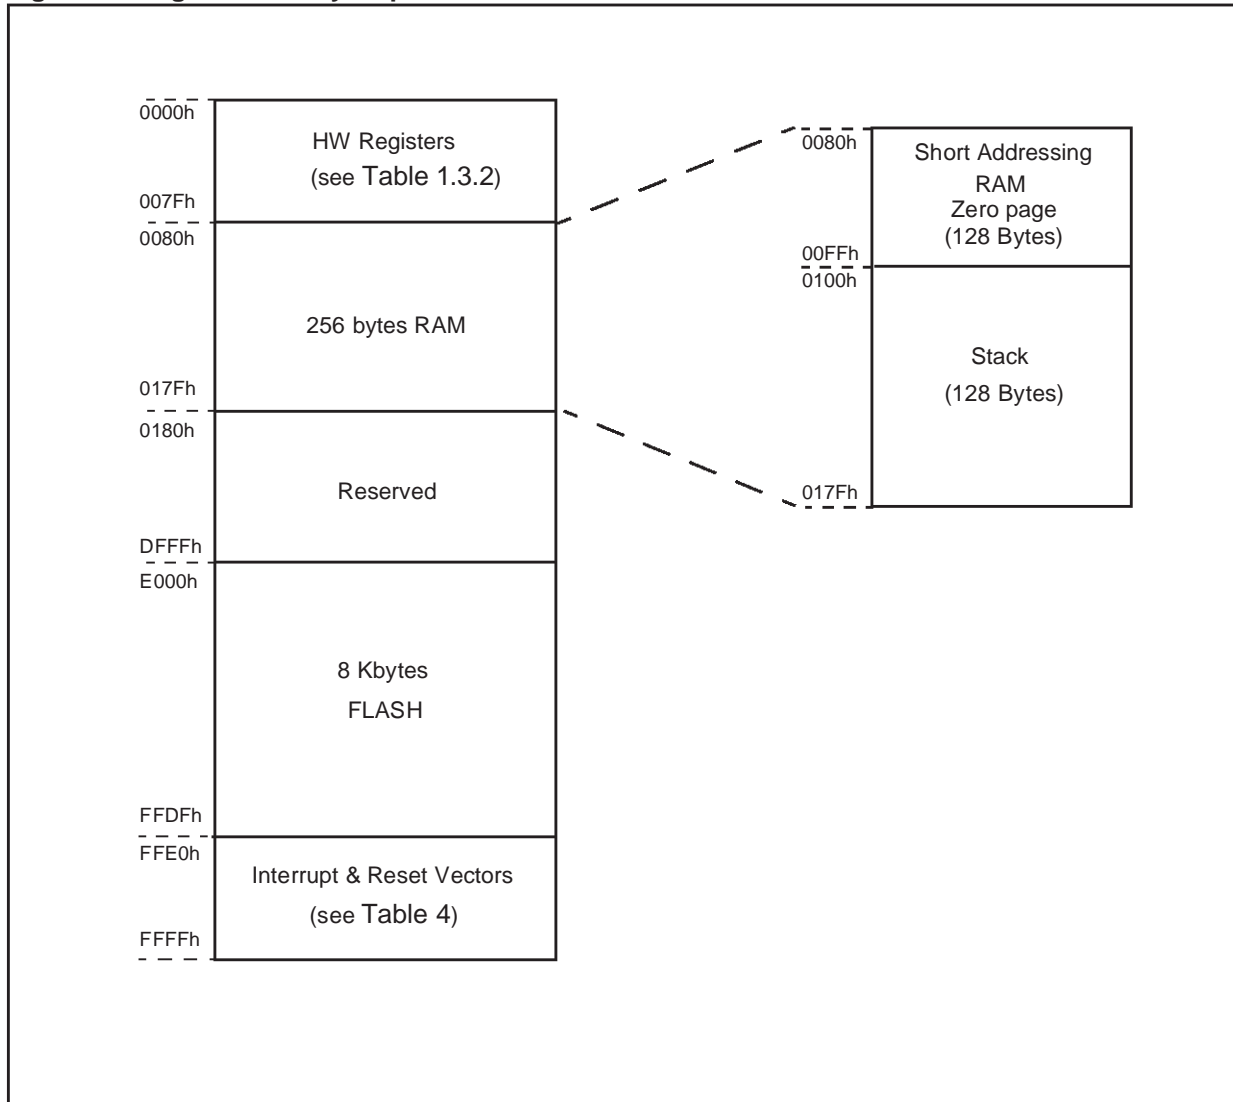 0000h
HW Registers
(see Table 1.3.2)
007Fh
0080h
256 bytes RAM
017Fh
0180h
Reserved
DFFFh
E000h
8 Kbytes
FLASH
FFDFh
FFE0h
Interrupt & Reset Vectors
(see Table 4)
FFFFh
0080h
Short Addressing
RAM
Zero page
(128 Bytes)
00FFh
0100h
Stack
(128 Bytes)
017Fh